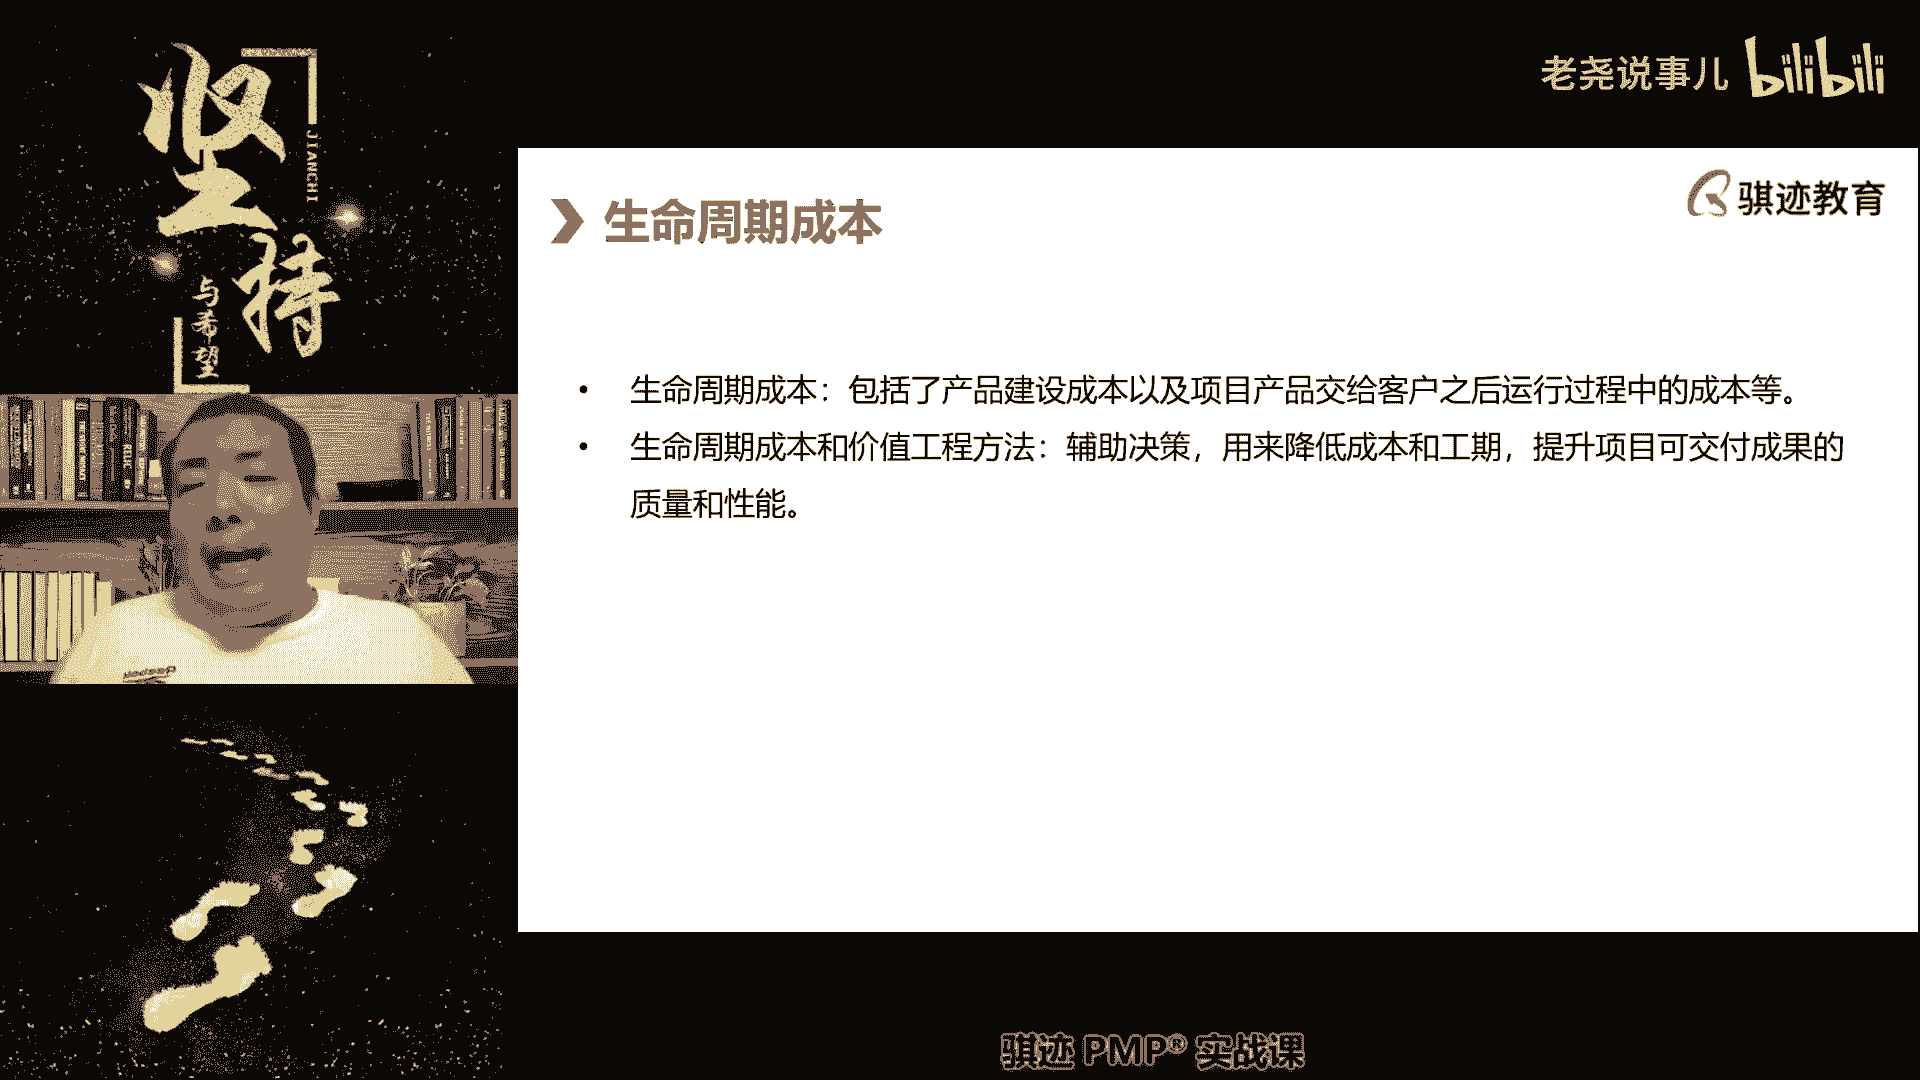 坚持
JIANCHI
与希望
老尧说事儿 bilibili
骐迹教育
生命周期成本
• 生命周期成本：包括了产品建设成本以及项目产品交给客户之后运行过程中的成本等。
• 生命周期成本和价值工程方法：辅助决策，用来降低成本和工期，提升项目可交付成果的
质量和性能。
骐迹 PMP® 实战课